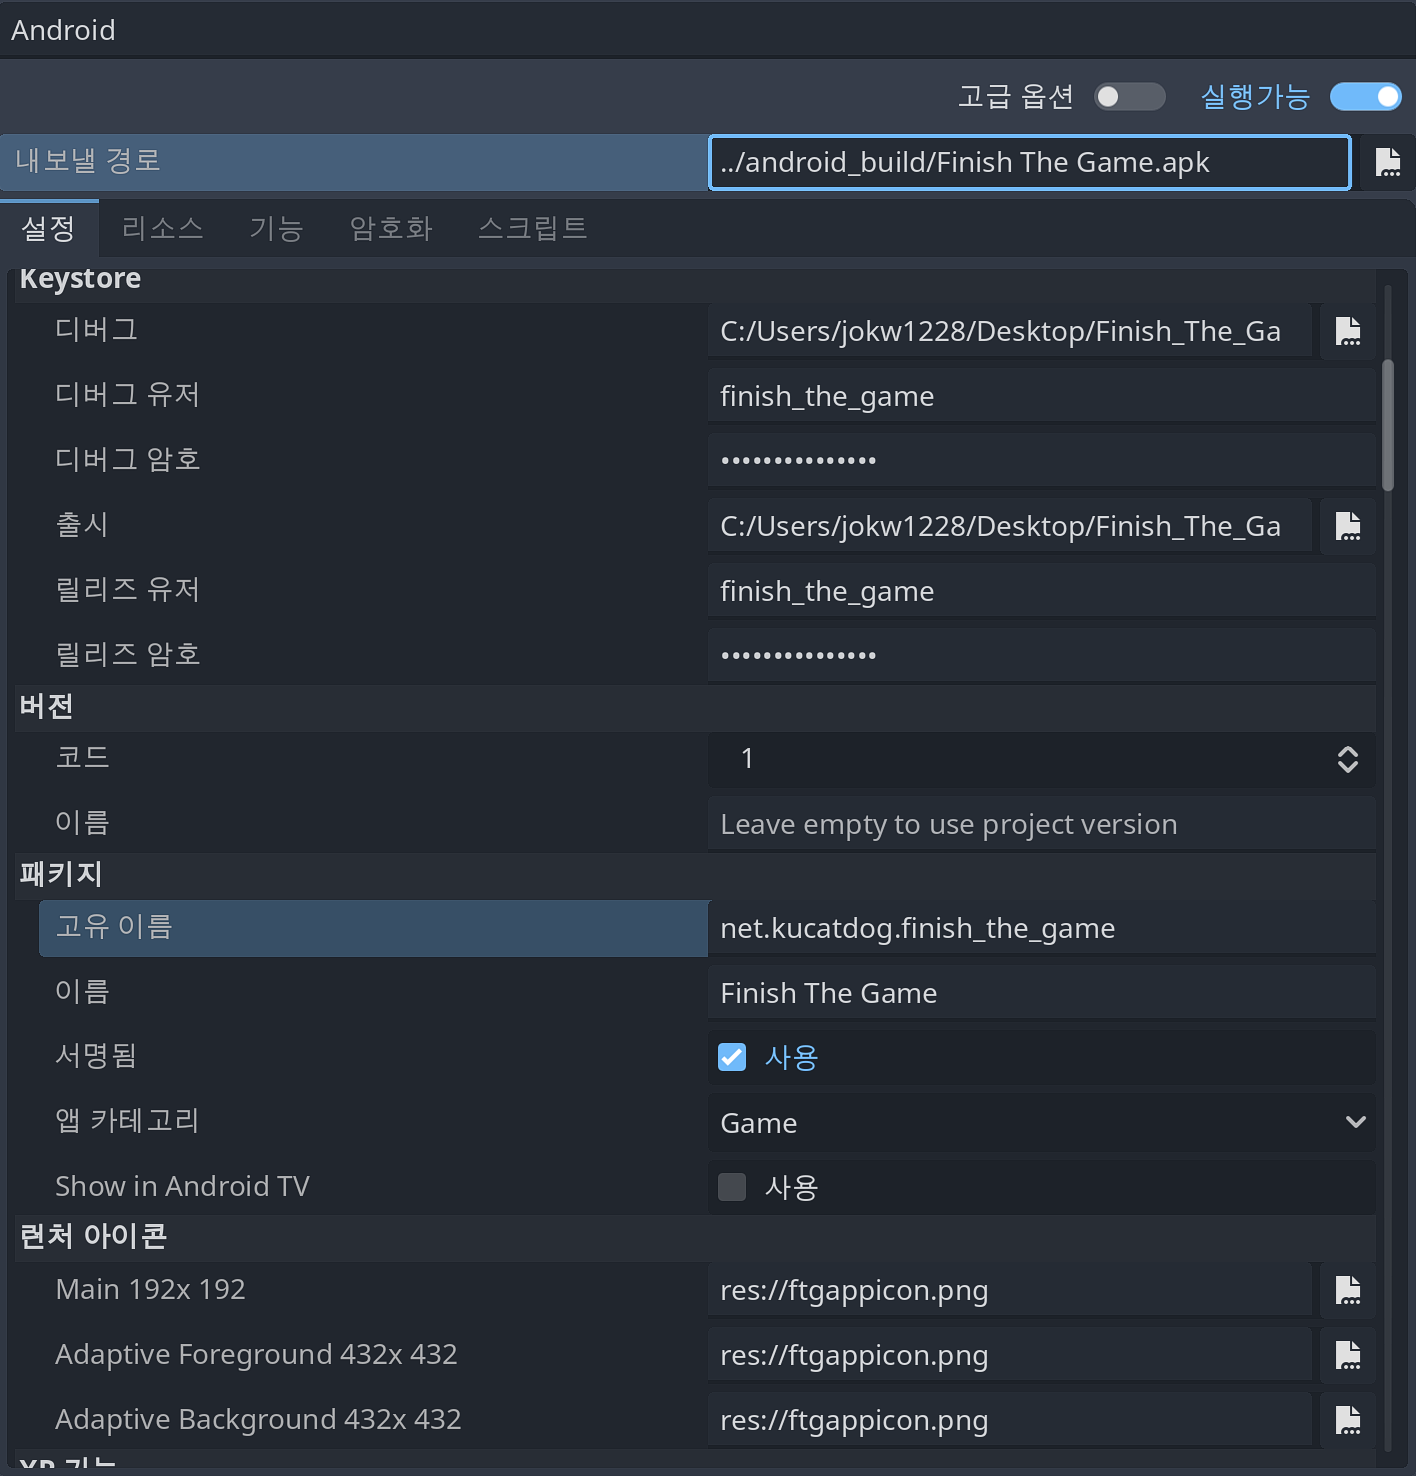 Android
고급 옵션 실행가능
내보낼 경로 ../android_build/Finish The Game.apk
설정 리소스 기능 암호화 스크립트
Keystore
디버그 C:/Users/jokw1228/Desktop/Finish_The_Ga
디버그 유저 finish_the_game
디버그 암호 •••••••••••••••
출시 C:/Users/jokw1228/Desktop/Finish_The_Ga
릴리즈 유저 finish_the_game
릴리즈 암호 •••••••••••••••
버전
코드 1
이름 Leave empty to use project version
패키지
고유 이름 net.kucatdog.finish_the_game
이름 Finish The Game
서명됨 사용
앱 카테고리 Game
Show in Android TV 사용
런처 아이콘
Main 192x 192 res://ftgappicon.png
Adaptive Foreground 432x 432 res://ftgappicon.png
Adaptive Background 432x 432 res://ftgappicon.png
XR 기능